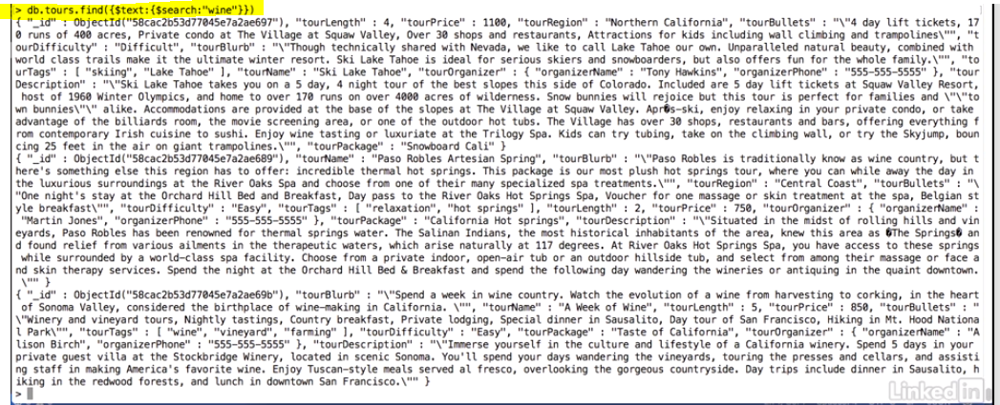 > db.tours.find({$text:{$search:"wine"}})
{ "_id" : ObjectId("58cac2b53d77045e7a2ae697"), "tourLength" : 4, "tourPrice" : 1100, "tourRegion" : "Northern California", "tourBullets" : "\"4 day lift tickets, 17
0 runs of 400 acres, Private condo at The Village at Squaw Valley, Over 30 shops and restaurants, Attractions for kids including wall climbing and trampolines\"", "t
ourDifficulty" : "Difficult", "tourBlurb" : "\"Though technically shared with Nevada, we like to call Lake Tahoe our own. Unparalleled natural beauty, combined with
world class trails make it the ultimate winter resort. Ski Lake Tahoe is ideal for serious skiers and snowboarders, but also offers fun for the whole family.\"", "to
urTags" : [ "skiing", "Lake Tahoe" ], "tourName" : "Ski Lake Tahoe", "tourOrganizer" : { "organizerName" : "Tony Hawkins", "organizerPhone" : "555-555-5555" }, "tour
Description" : "\"Ski Lake Tahoe takes you on a 5 day, 4 night tour of the best slopes this side of Colorado. Included are 5 day lift tickets at Squaw Valley Resort,
host of 1960 Winter Olympics, and home to over 170 runs on over 4000 acres of wilderness. Snow bunnies will rejoice but this tour is perfect for families and \"\"to
wn bunnies\"\" alike. Accommodations are provided at the base of the slopes at The Village at Squaw Valley. Apr�s-ski, enjoy relaxing in your private condo, or take
advantage of the billiards room, the movie screening area, or one of the outdoor hot tubs. The Village has over 30 shops, restaurants and bars, offering everything f
rom contemporary Irish cuisine to sushi. Enjoy wine tasting or luxuriate at the Trilogy Spa. Kids can try tubing, take on the climbing wall, or try the Skyjump, boun
cing 25 feet in the air on giant trampolines.\"", "tourPackage" : "Snowboard Cali" }
{ "_id" : ObjectId("58cac2b53d77045e7a2ae689"), "tourName" : "Paso Robles Artesian Spring", "tourBlurb" : "\"Paso Robles is traditionally know as wine country, but t
here's something else this region has to offer: incredible thermal hot springs. This package is our most plush hot springs tour, where you can while away the day in
the luxurious surroundings at the River Oaks Spa and choose from one of their many specialized spa treatments.\"", "tourRegion" : "Central Coast", "tourBullets" : "\
"One night's stay at the Orchard Hill Bed and Breakfast, Day pass to the River Oaks Hot Springs Spa, Voucher for one massage or skin treatment at the spa, Belgian st
yle breakfast\"", "tourDifficulty" : "Easy", "tourTags" : [ "relaxation", "hot springs" ], "tourLength" : 2, "tourPrice" : 750, "tourOrganizer" : { "organizerName" :
"Martin Jones", "organizerPhone" : "555-555-5555" }, "tourPackage" : "California Hot springs", "tourDescription" : "\"Situated in the midst of rolling hills and vin
eyards, Paso Robles has been renowned for thermal springs water. The Salinan Indians, the most historical inhabitants of the area, knew this area as �The Springs� an
d found relief from various ailments in the therapeutic waters, which arise naturally at 117 degrees. At River Oaks Hot Springs Spa, you have access to these springs
while surrounded by a world-class spa facility. Choose from a private indoor, open-air tub or an outdoor hillside tub, and select from among their massage or face a
nd skin therapy services. Spend the night at the Orchard Hill Bed & Breakfast and spend the following day wandering the wineries or antiquing in the quaint downtown.
\"" }
{ "_id" : ObjectId("58cac2b53d77045e7a2ae69b"), "tourBlurb" : "\"Spend a week in wine country. Watch the evolution of a wine from harvesting to corking, in the heart
of Sonoma Valley, considered the birthplace of wine-making in California. \"", "tourName" : "A Week of Wine", "tourLength" : 5, "tourPrice" : 850, "tourBullets" : "
\"Winery and vineyard tours, Nightly tastings, Country breakfast, Private lodging, Special dinner in Sausalito, Day tour of San Francisco, Hiking in Mt. Hood Nationa
l Park\"", "tourTags" : [ "wine", "vineyard", "farming" ], "tourDifficulty" : "Easy", "tourPackage" : "Taste of California", "tourOrganizer" : { "organizerName" : "A
lison Birch", "organizerPhone" : "555-555-5555" }, "tourDescription" : "\"Immerse yourself in the culture and lifestyle of a California winery. Spend 5 days in your
private guest villa at the Stockbridge Winery, located in scenic Sonoma. You'll spend your days wandering the vineyards, touring the presses and cellars, and assisti
ng staff in making America's favorite wine. Enjoy Tuscan-style meals served al fresco, overlooking the gorgeous countryside. Day trips include dinner in Sausalito, h
iking in the redwood forests, and lunch in downtown San Francisco.\"" }
>
Linked in